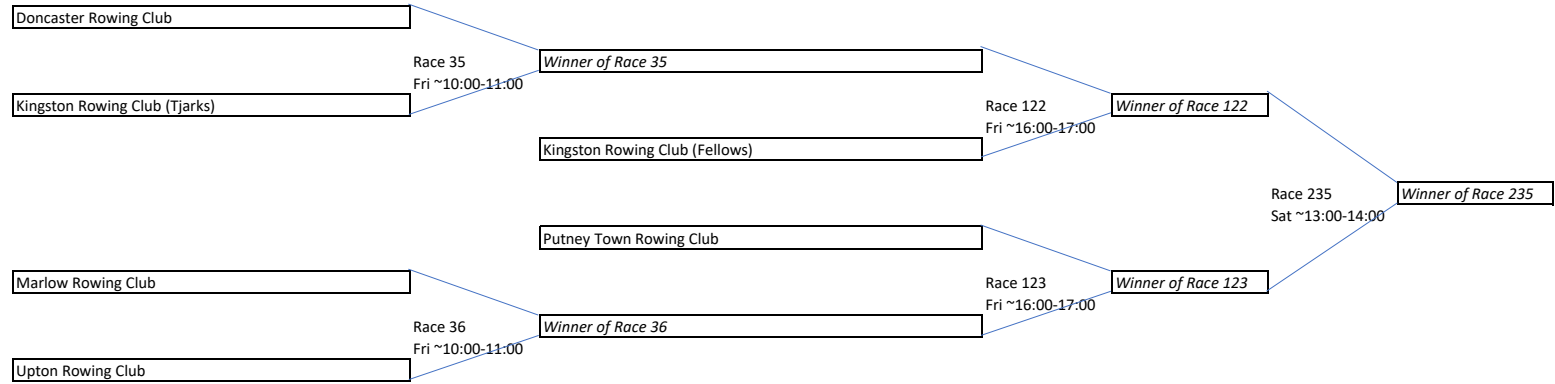 Doncaster Rowing Club
Race 35
Fri ~10:00-11:00
Kingston Rowing Club (Tjarks)
Winner of Race 35
Race 122
Fri ~16:00-17:00
Kingston Rowing Club (Fellows)
Winner of Race 122
Race 235
Sat ~13:00-14:00
Winner of Race 235
Putney Town Rowing Club
Race 123
Fri ~16:00-17:00
Winner of Race 123
Marlow Rowing Club
Race 36
Fri ~10:00-11:00
Winner of Race 36
Upton Rowing Club